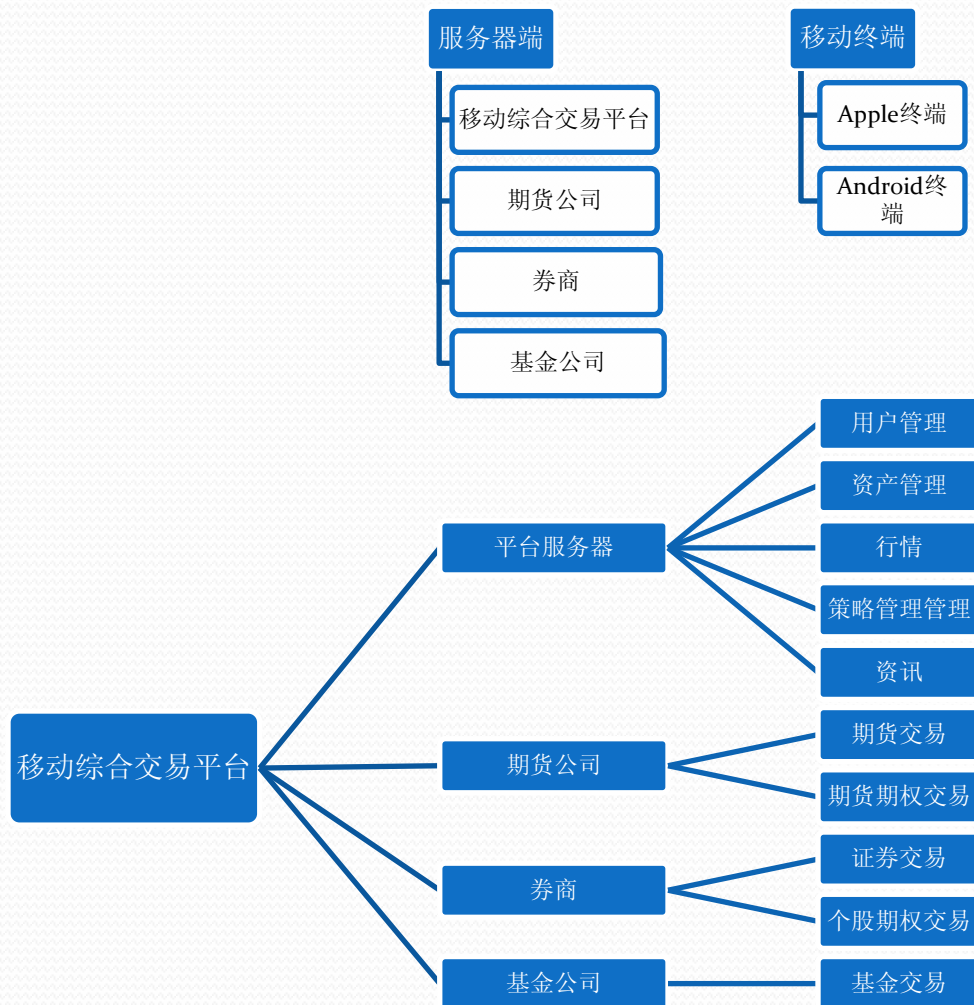 服务器端
移动综合交易平台
期货公司
券商
基金公司
移动终端
Apple终端
Android终
端
移动综合交易平台
平台服务器
用户管理
资产管理
行情
策略管理管理
资讯
期货公司
期货交易
期货期权交易
券商
证券交易
个股期权交易
基金公司
基金交易